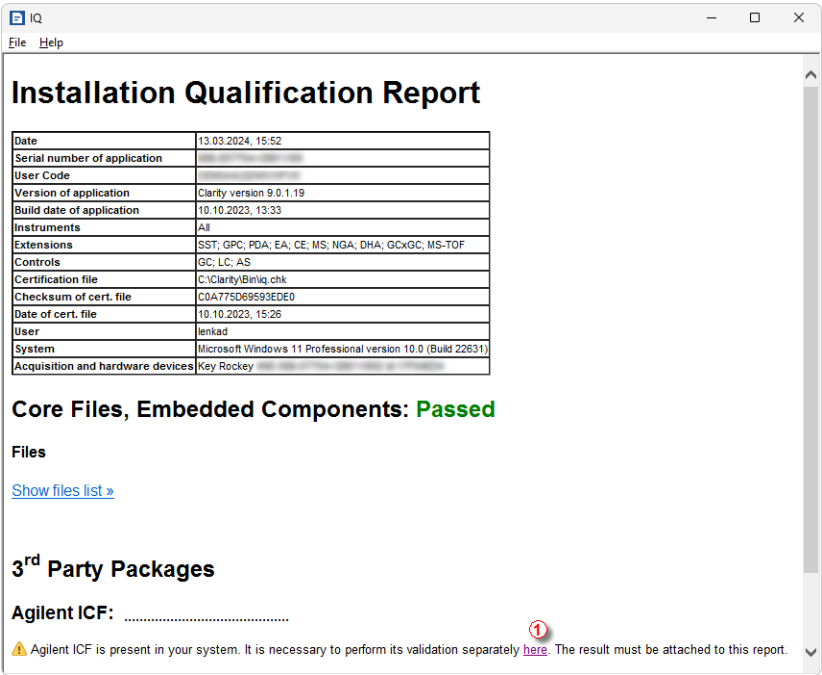 IQ
File Help
Installation Qualification Report
Date 13.03.2024, 15:52
Serial number of application
User Code
Version of application Clarity version 9.0.1.19
Build date of application 10.10.2023, 13:33
Instruments All
Extensions SST; GPC; PDA; EA; CE; MS; NGA; DHA; GCxGC; MS-TOF
Controls GC; LC; AS
Certification file C:\Clarity\Bin\iq.chk
Checksum of cert. file C0A775D69593EDE0
Date of cert. file 10.10.2023, 15:26
User lenkad
System Microsoft Windows 11 Professional version 10.0 (Build 22631)
Acquisition and hardware devices Key Rockey
Core Files, Embedded Components: Passed
Files
Show files list »
3rd Party Packages
Agilent ICF: ..........................................
1
Agilent ICF is present in your system. It is necessary to perform its validation separately here. The result must be attached to this report.